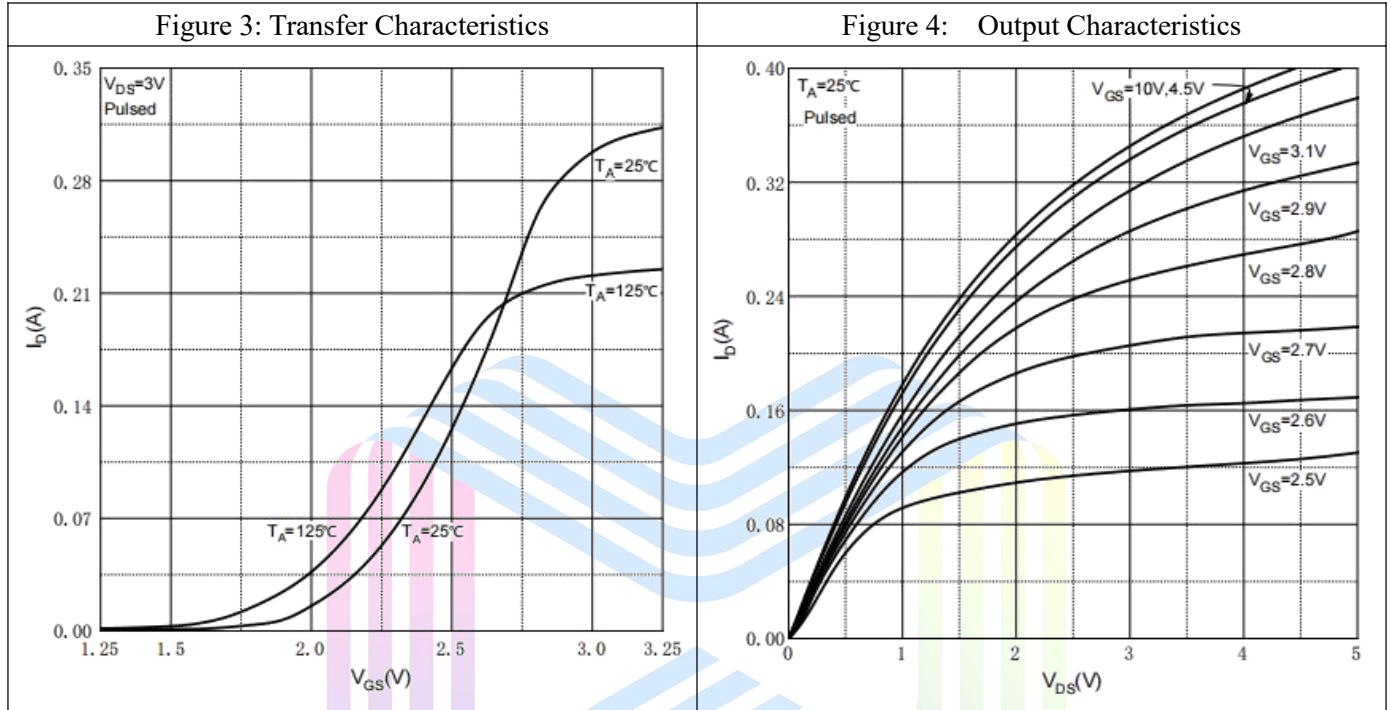 Figure 3: Transfer Characteristics
V_DS=3V
Pulsed
0.35
0.28
0.21
0.14
0.07
0.00
I_D(A)
T_A=25℃
T_A=125℃
T_A=125℃
T_A=25℃
1.25
1.5
2.0
2.5
3.0
3.25
V_GS(V)
Figure 4: Output Characteristics
T_A=25℃
Pulsed
0.40
0.32
0.24
0.16
0.08
0.00
I_D(A)
V_GS=10V,4.5V
V_GS=3.1V
V_GS=2.9V
V_GS=2.8V
V_GS=2.7V
V_GS=2.6V
V_GS=2.5V
0
1
2
3
4
5
V_DS(V)